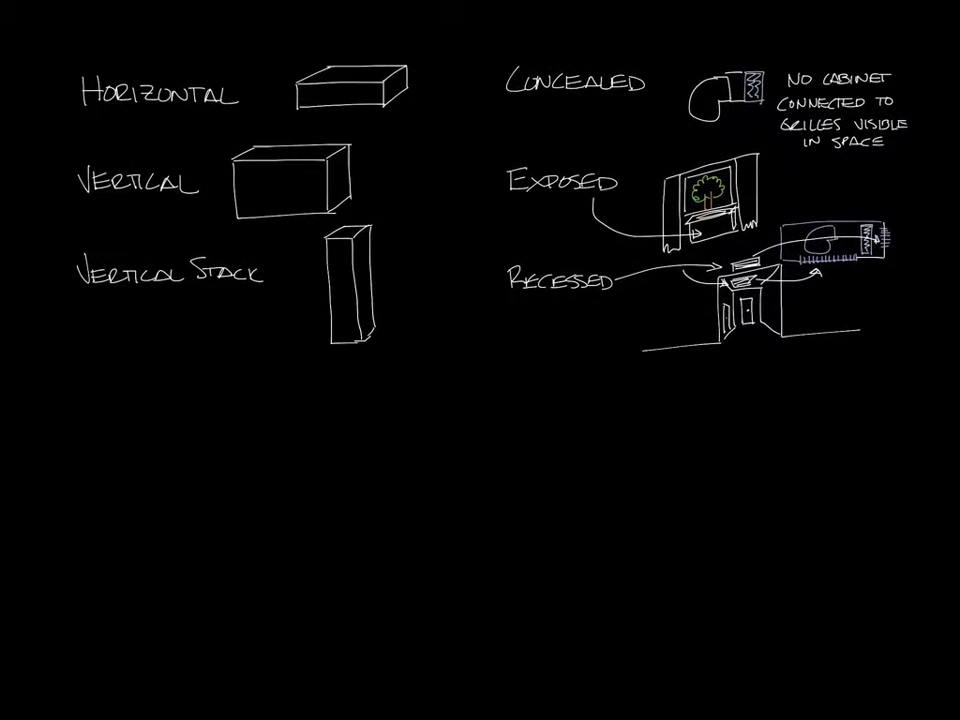 HORIZONTAL
VERTICAL
VERTICAL STACK
CONCEALED
NO CABINET
CONNECTED TO
GRILLES VISIBLE
IN SPACE
EXPOSED
RECESSED